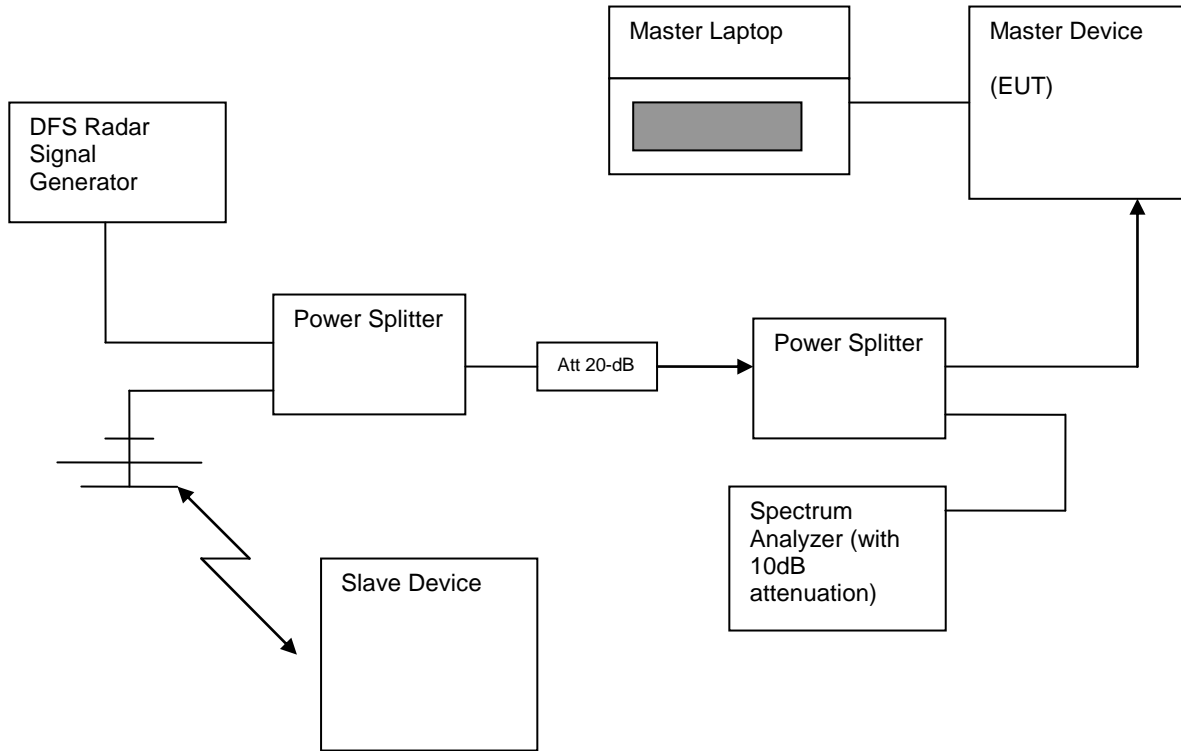 Master Laptop
Master Device
(EUT)
DFS Radar
Signal
Generator
Power Splitter
Att 20-dB
Power Splitter
Spectrum
Analyzer (with
10dB
attenuation)
Slave Device